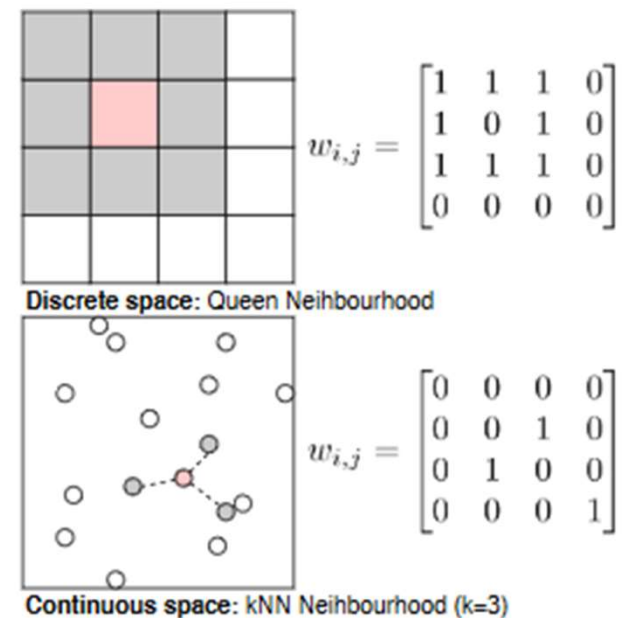 w_{i,j} = [1 1 1 0
1 0 1 0
1 1 1 0
0 0 0 0]
Discrete space: Queen Neihbourhood
w_{i,j} = [0 0 0 0
0 0 1 0
0 1 0 0
0 0 0 1]
Continuous space: kNN Neihbourhood (k=3)